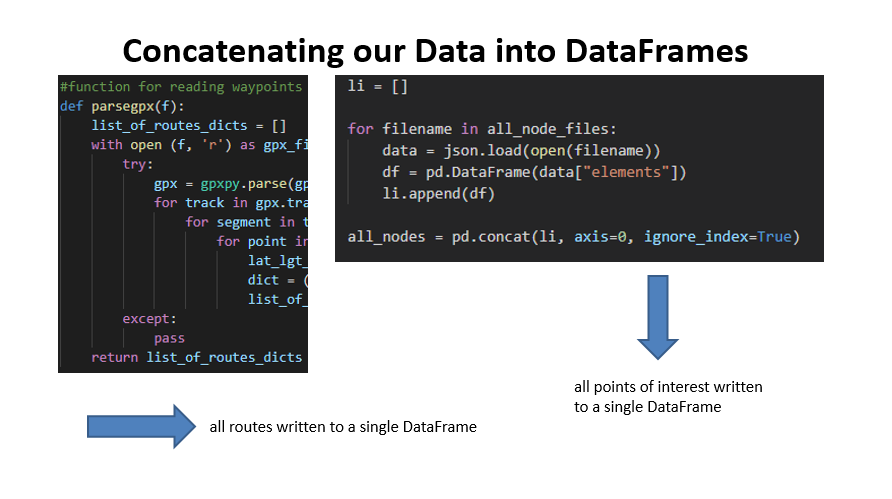 Concatenating our Data into DataFrames
#function for reading waypoints
def parsegpx(f):
    list_of_routes_dicts = []
    with open (f, 'r') as gpx_fi
        try:
            gpx = gpxpy.parse(gp
            for track in gpx.tra
                for segment in t
                    for point in
                        lat_lgt_
                        dict = (
                        list_of_
        except:
            pass
    return list_of_routes_dicts
li = []
for filename in all_node_files:
    data = json.load(open(filename))
    df = pd.DataFrame(data["elements"])
    li.append(df)
all_nodes = pd.concat(li, axis=0, ignore_index=True)
all points of interest written
to a single DataFrame
all routes written to a single DataFrame